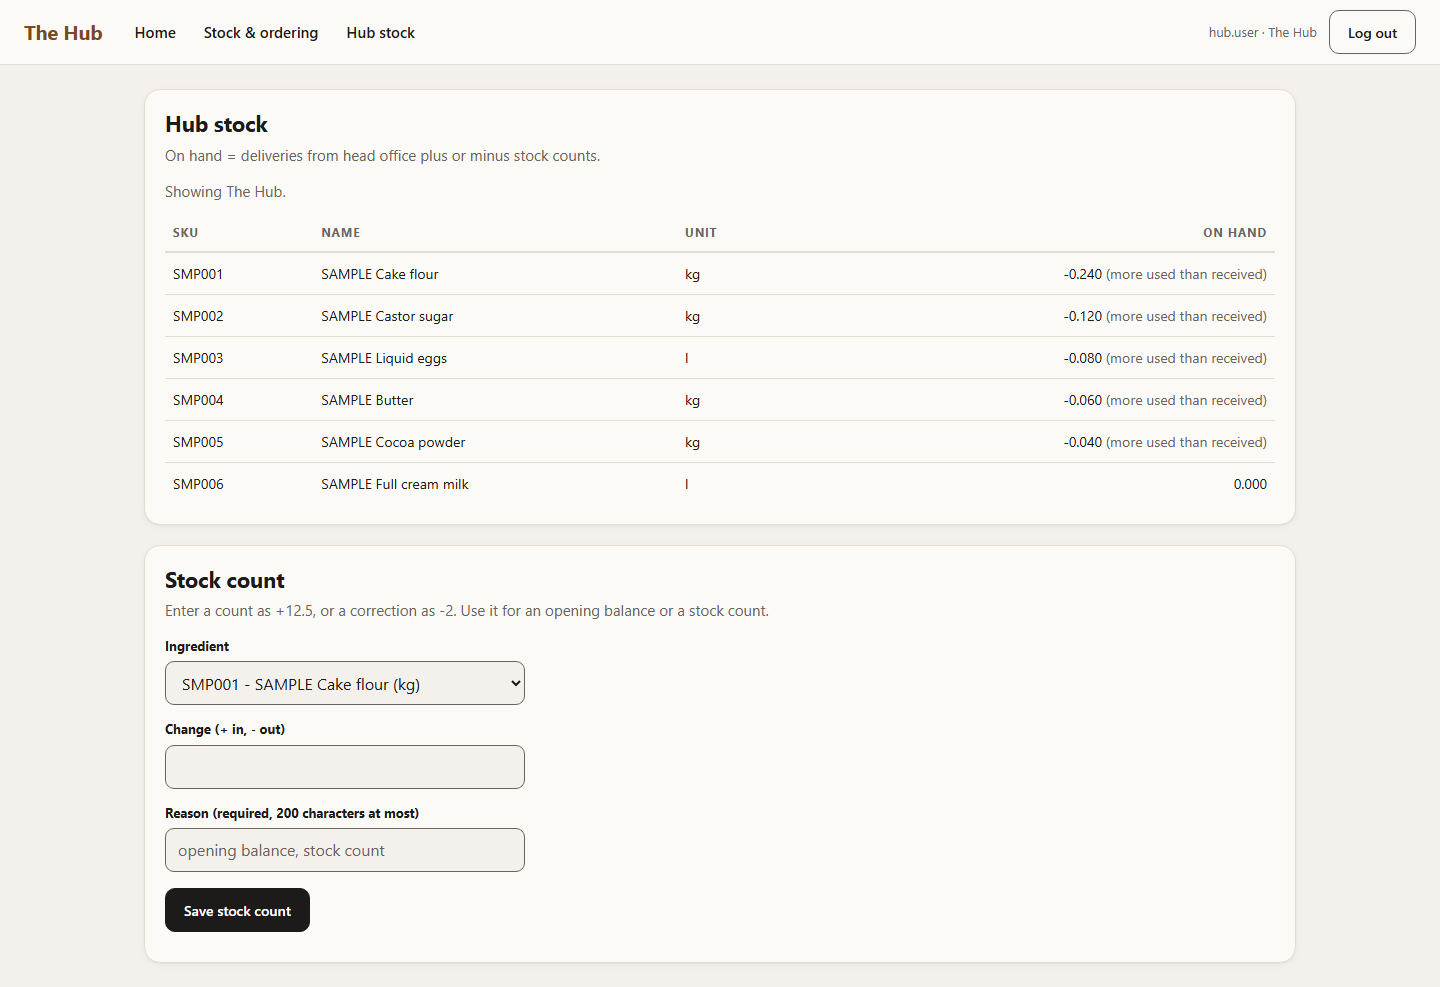 The Hub Home Stock & ordering Hub stock hub.user · The Hub Log out
Hub stock
On hand = deliveries from head office plus or minus stock counts.
Showing The Hub.
SKU NAME UNIT ON HAND
SMP001 SAMPLE Cake flour kg -0.240 (more used than received)
SMP002 SAMPLE Castor sugar kg -0.120 (more used than received)
SMP003 SAMPLE Liquid eggs l -0.080 (more used than received)
SMP004 SAMPLE Butter kg -0.060 (more used than received)
SMP005 SAMPLE Cocoa powder kg -0.040 (more used than received)
SMP006 SAMPLE Full cream milk l 0.000
Stock count
Enter a count as +12.5, or a correction as -2. Use it for an opening balance or a stock count.
Ingredient
SMP001 - SAMPLE Cake flour (kg)
Change (+ in, - out)
Reason (required, 200 characters at most)
opening balance, stock count
Save stock count